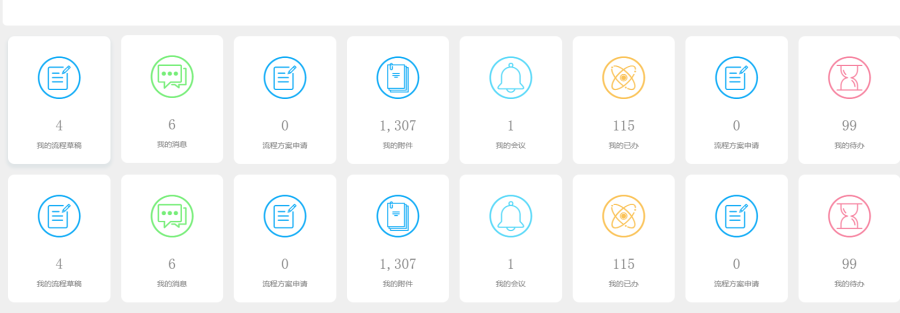 4 6 0 1,307 1 115 0 99
我的流程草稿 我的消息 流程方案申请 我的附件 我的会议 我的已办 流程方案申请 我的待办
4 6 0 1,307 1 115 0 99
我的流程草稿 我的消息 流程方案申请 我的附件 我的会议 我的已办 流程方案申请 我的待办